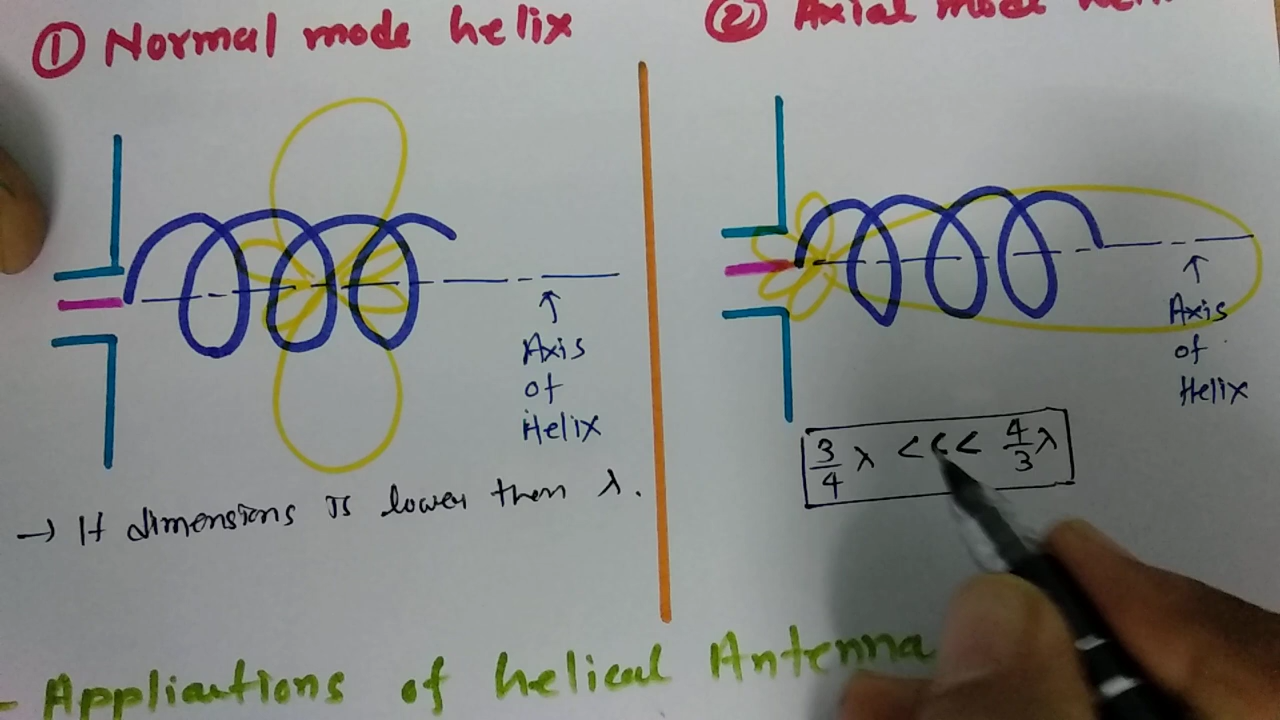 ① Normal mode helix
② Axial mode
Axis
of
Helix
Axis
of
Helix
3/4 λ < c < 4/3 λ
→ If dimensions is lower then λ.
- Applications of helical Antenna